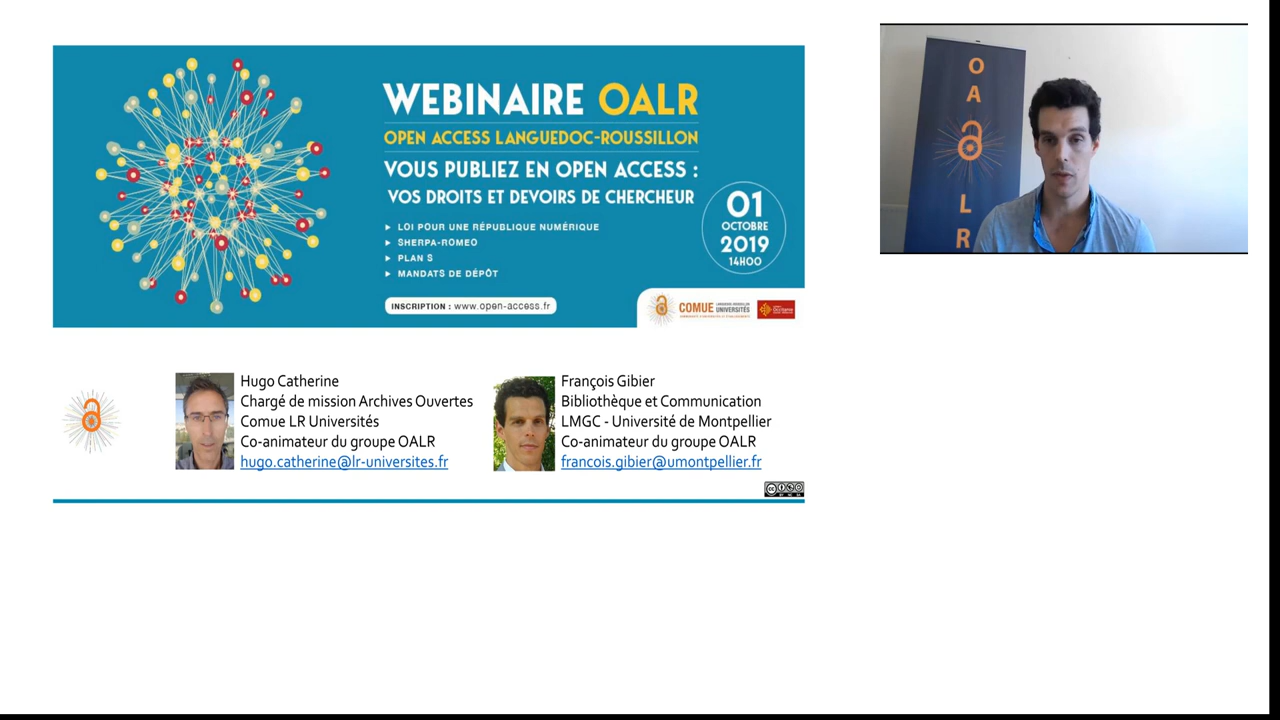 WEBINAIRE OALR
OPEN ACCESS LANGUEDOC-ROUSSILLON
VOUS PUBLIEZ EN OPEN ACCESS :
VOS DROITS ET DEVOIRS DE CHERCHEUR
LOI POUR UNE RÉPUBLIQUE NUMÉRIQUE
SHERPA-ROMEO
PLAN S
MANDATS DE DÉPÔT
INSCRIPTION : www.open-access.fr
01
OCTOBRE
2019
14H00
COMUE
UNIVERSITÉS
O
A
L
R
Hugo Catherine
Chargé de mission Archives Ouvertes
Comue LR Universités
Co-animateur du groupe OALR
hugo.catherine@lr-universites.fr
François Gibier
Bibliothèque et Communication
LMGC - Université de Montpellier
Co-animateur du groupe OALR
francois.gibier@umontpellier.fr